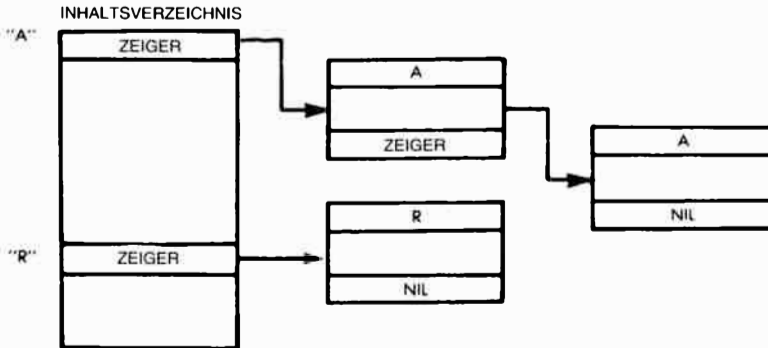 INHALTSVERZEICHNIS
"A"
ZEIGER
A
ZEIGER
A
NIL
"R"
ZEIGER
R
NIL